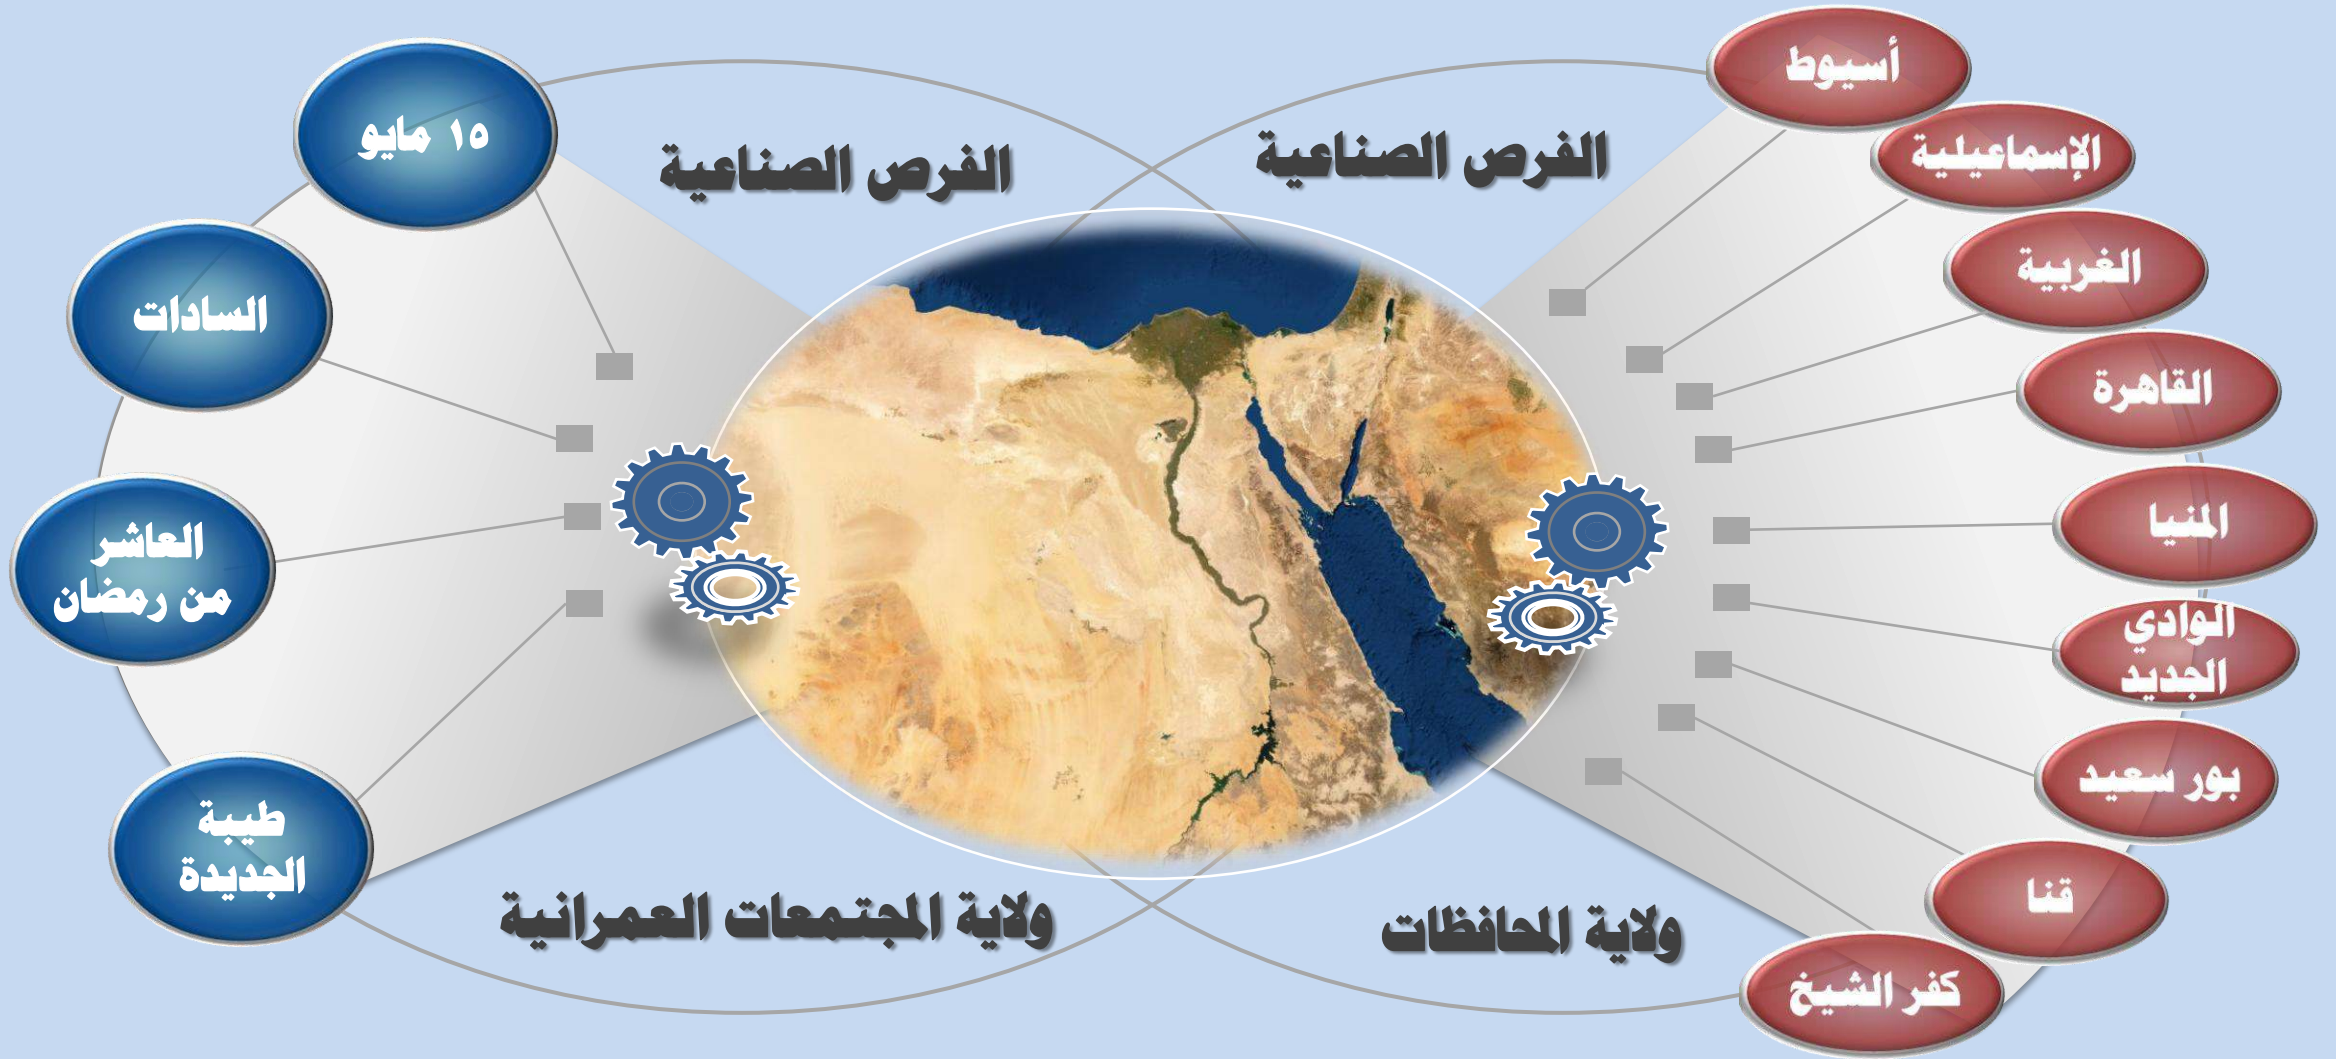 الفرص الصناعية
ولاية المحافظات
أسيوط
الإسماعيلية
الغربية
القاهرة
المنيا
الوادي
الجديد
بور سعيد
قنا
كفر الشيخ
الفرص الصناعية
ولاية المجتمعات العمرانية
١٥ مايو
السادات
العاشر
من رمضان
طيبة
الجديدة